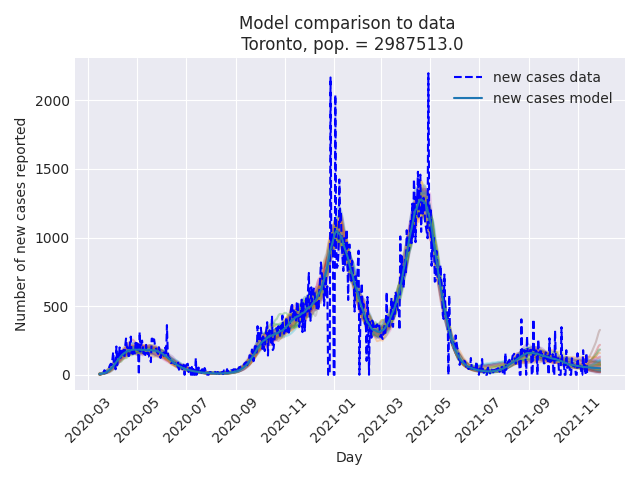 Model comparison to data
Toronto, pop. = 2987513.0
new cases data
new cases model
Number of new cases reported
2000
1500
1000
500
0
2020-03
2020-05
2020-07
2020-09
2020-11
2021-01
2021-03
2021-05
2021-07
2021-09
2021-11
Day